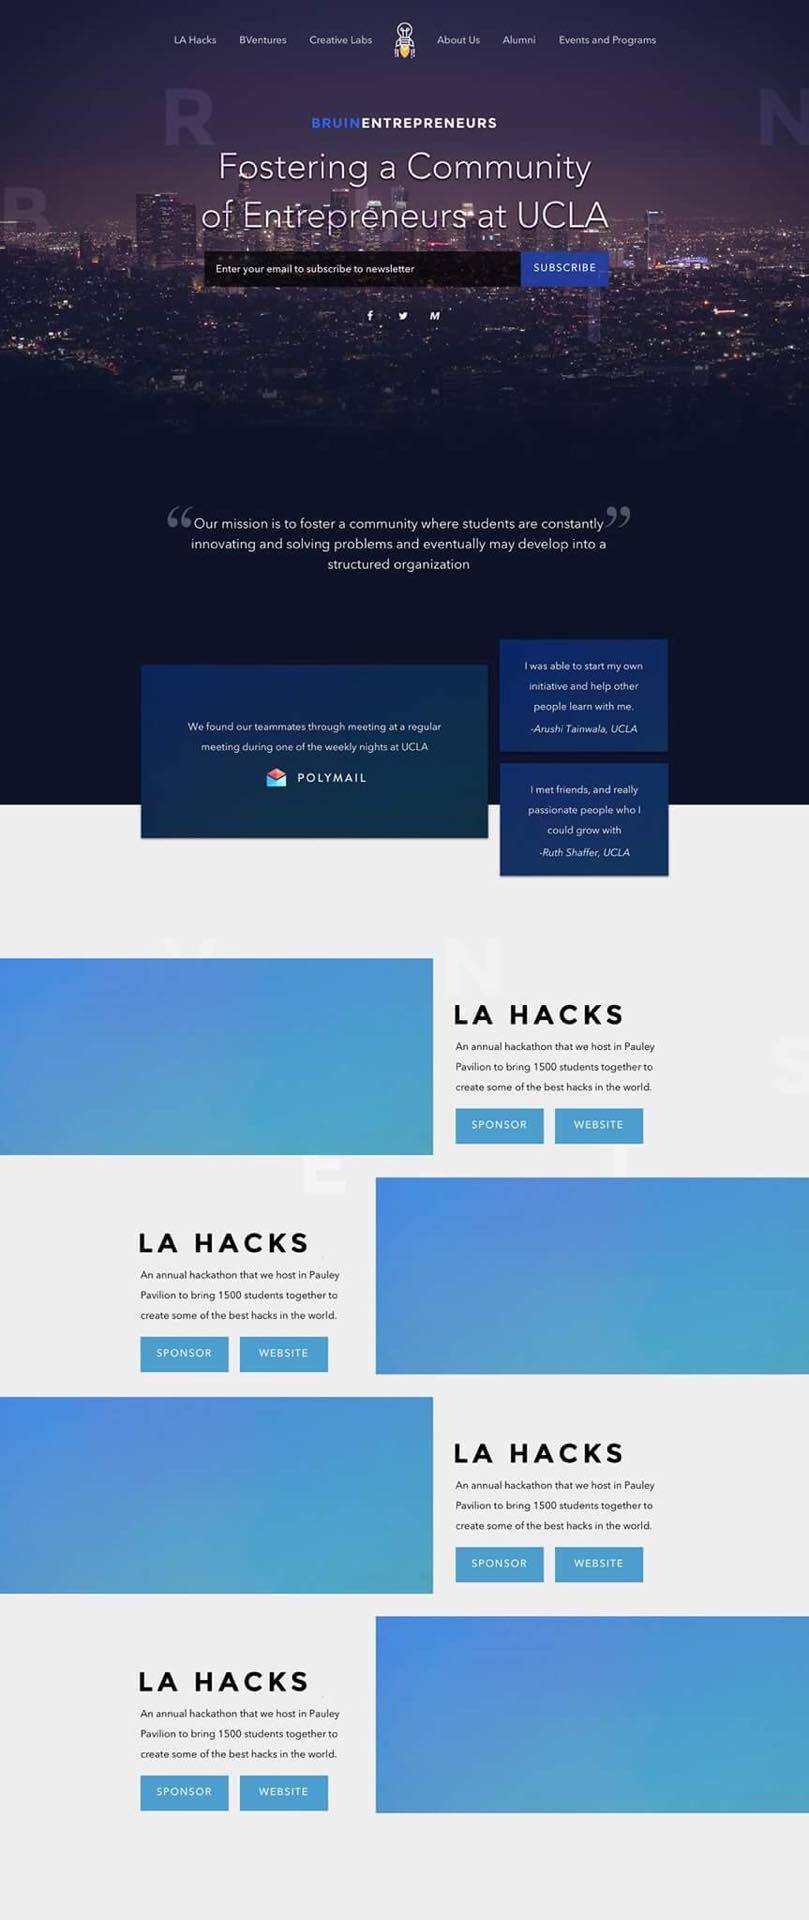 LA Hacks BVentures Creative Labs About Us Alumni Events and Programs
R N
BRUINENTREPRENEURS
Fostering a Community
B
of Entrepreneurs at UCLA
Enter your email to subscribe to newsletter SUBSCRIBE
f M
“Our mission is to foster a community where students are constantly”
innovating and solving problems and eventually may develop into a
structured organization
We found our teammates through meeting at a regular
meeting during one of the weekly nights at UCLA
POLYMAIL
I was able to start my own
initiative and help other
people learn with me.
-Arushi Tainwala, UCLA
I met friends, and really
passionate people who I
could grow with
-Ruth Shaffer, UCLA
V N
LA HACKS
An annual hackathon that we host in Pauley
Pavilion to bring 1500 students together to
create some of the best hacks in the world.
S
SPONSOR WEBSITE
E
LA HACKS
An annual hackathon that we host in Pauley
Pavilion to bring 1500 students together to
create some of the best hacks in the world.
SPONSOR WEBSITE
LA HACKS
An annual hackathon that we host in Pauley
Pavilion to bring 1500 students together to
create some of the best hacks in the world.
SPONSOR WEBSITE
LA HACKS
An annual hackathon that we host in Pauley
Pavilion to bring 1500 students together to
create some of the best hacks in the world.
SPONSOR WEBSITE